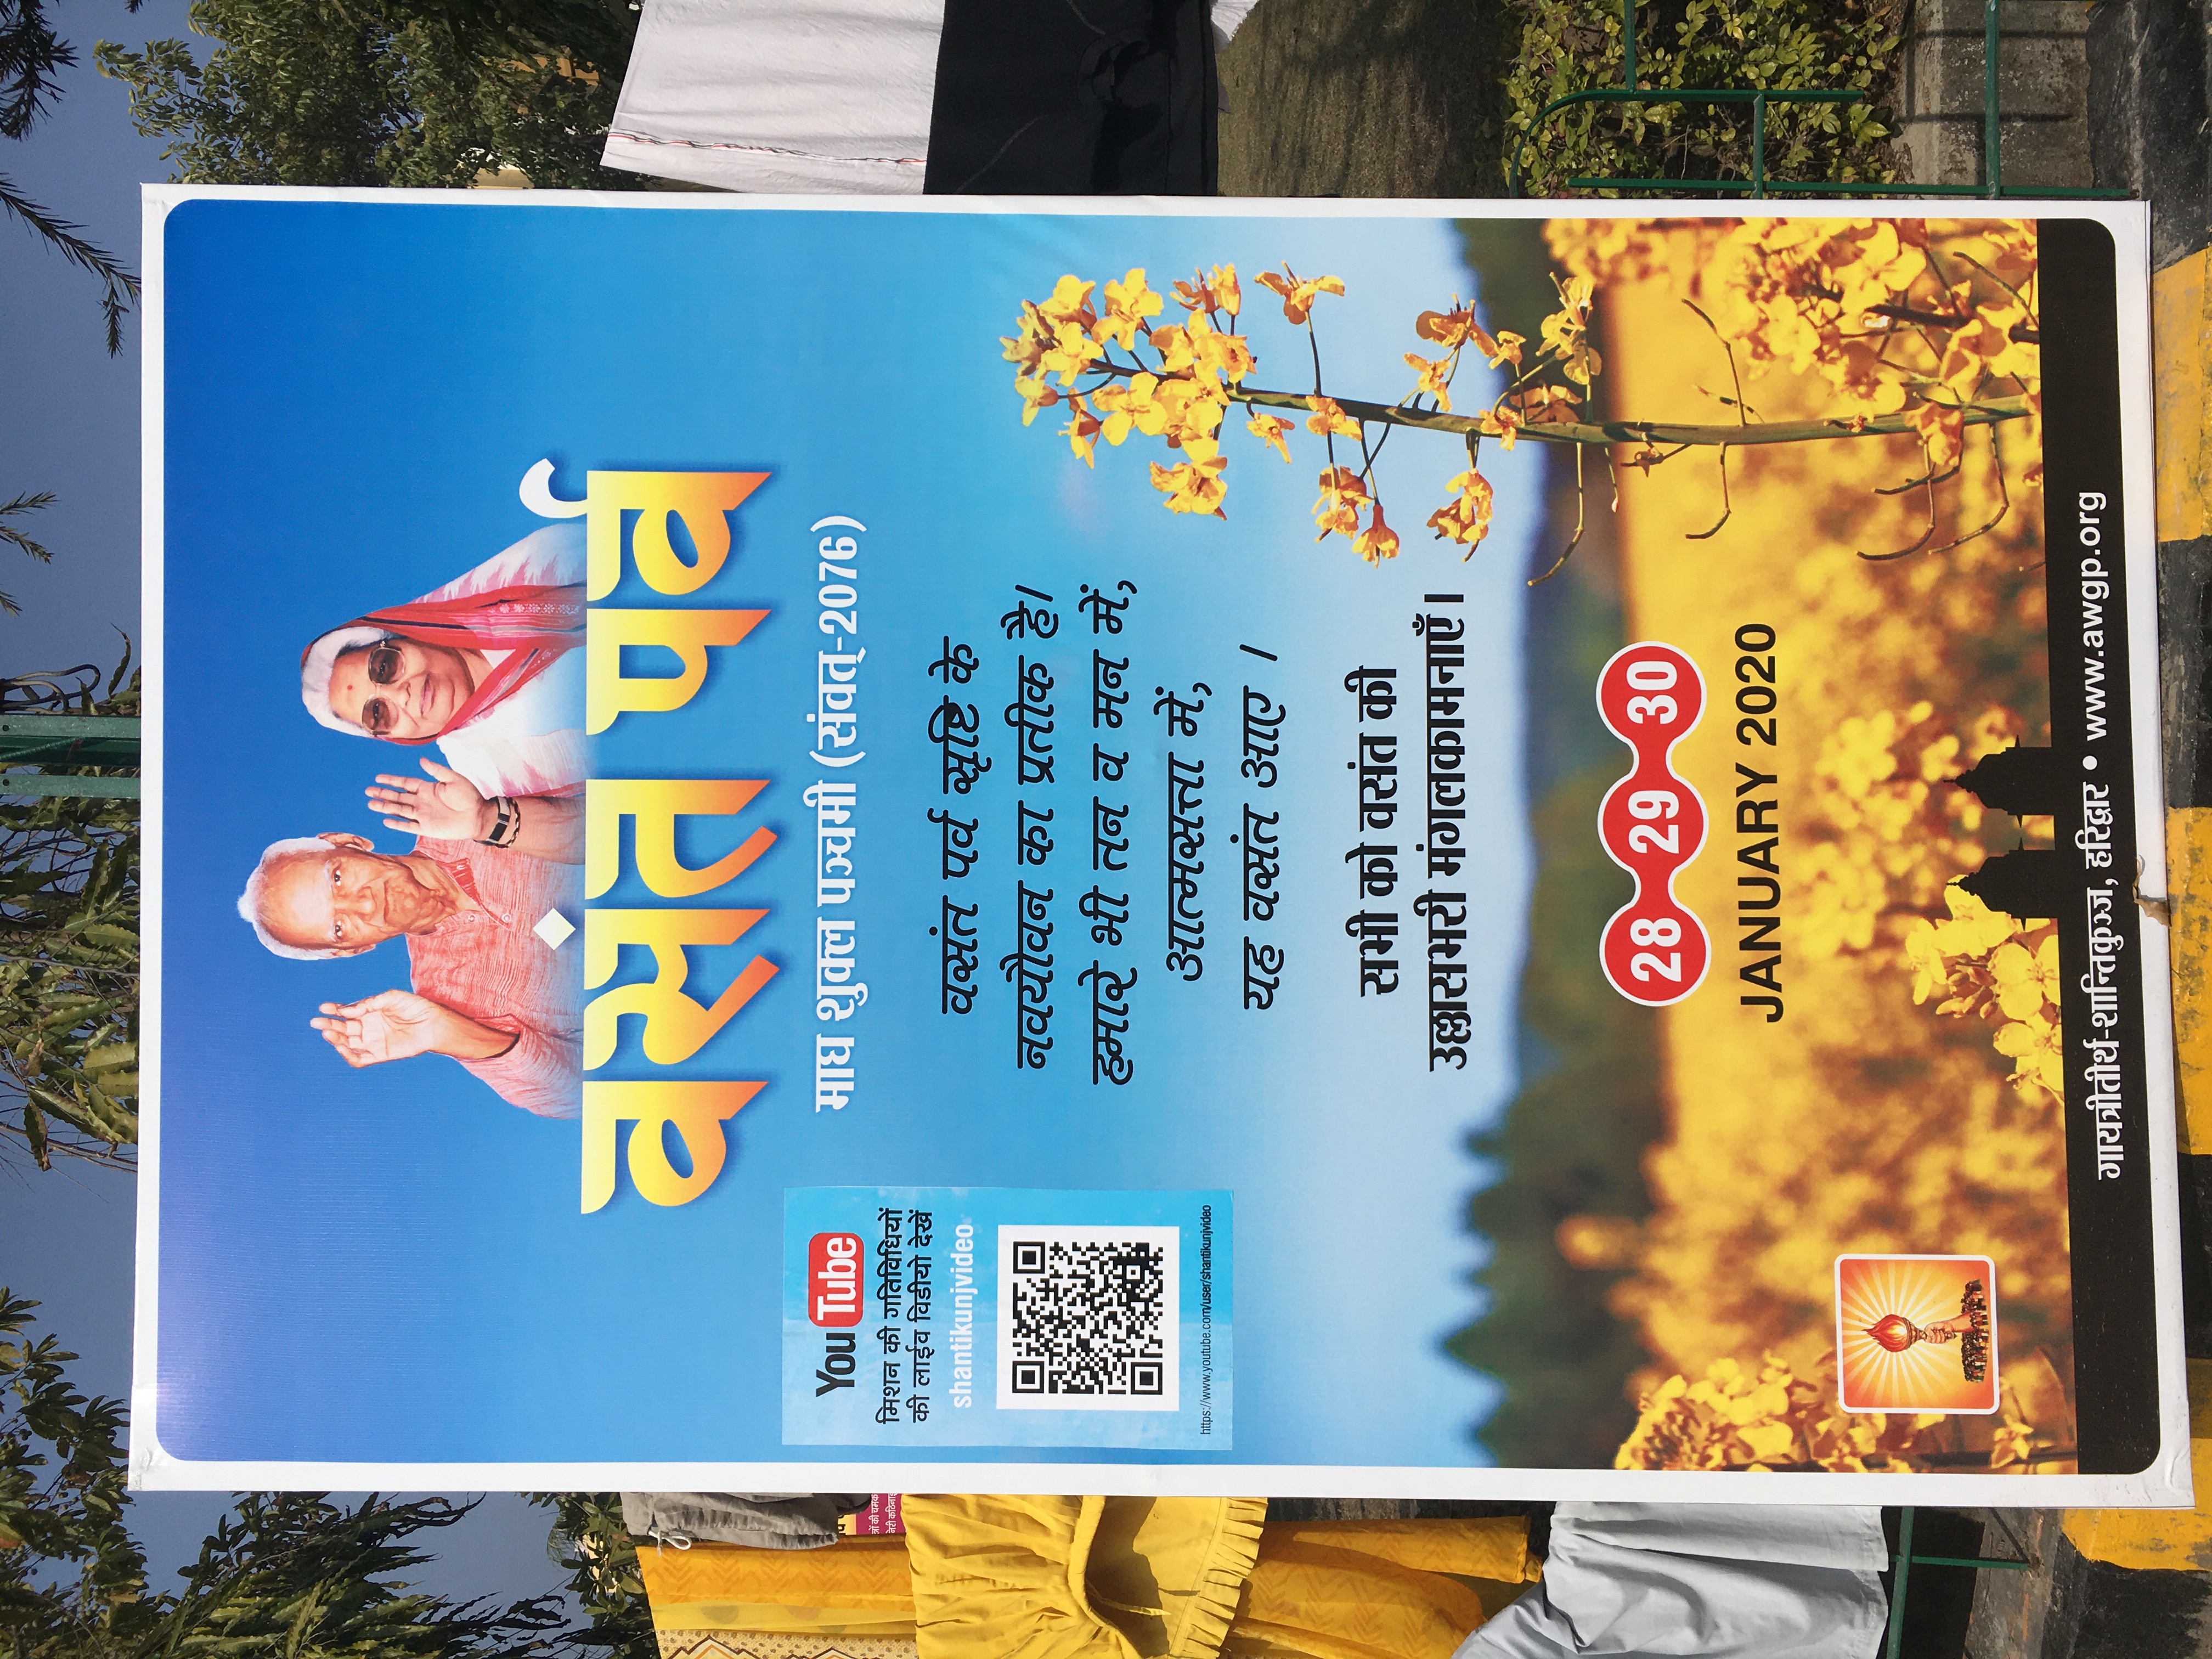 वसंत पर्व
माघ शुक्ल पञ्चमी (संवत्-2076)
You Tube
मिशन की गतिविधियों
की लाईव विडीयो देखें
shantikunjvideo
https://www.youtube.com/user/shantikunjvideo
वसंत पर्व सृष्टि के
नवयौवन का प्रतीक है।
हमारे भी तन व मन में,
आत्मसत्ता में,
यह वसंत आए ।
सभी को वसंत की
उल्लासभरी मंगलकामनाएँ।
28 29 30
JANUARY 2020
गायत्रीतीर्थ-शान्तिकुञ्ज, हरिद्वार • www.awgp.org